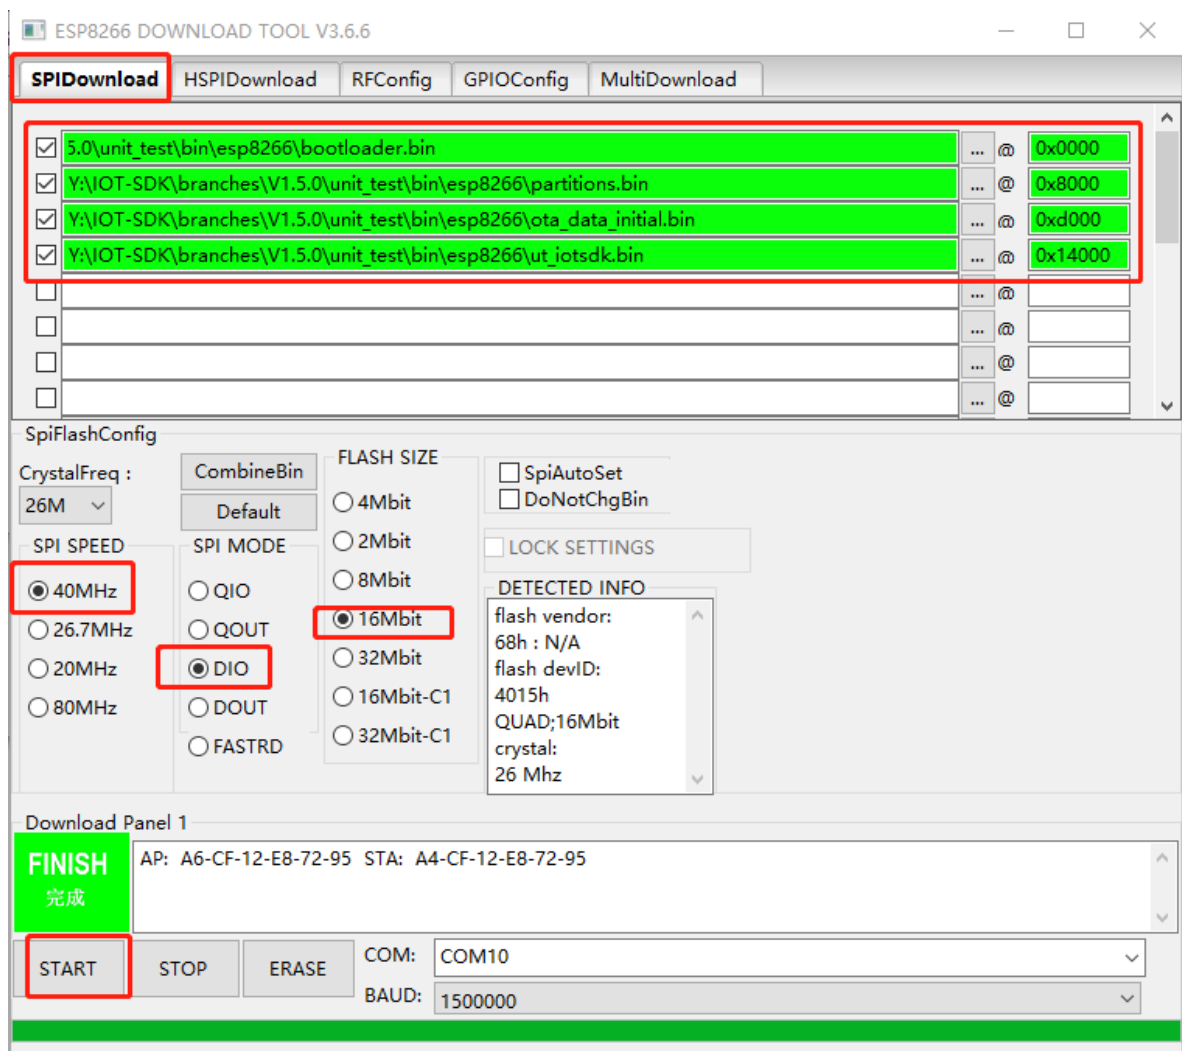 ESP8266 DOWNLOAD TOOL V3.6.6
SPIDownload HSPIDownload RFConfig GPIOConfig MultiDownload
5.0\unit_test\bin\esp8266\bootloader.bin ... @ 0x0000
Y:\IOT-SDK\branches\V1.5.0\unit_test\bin\esp8266\partitions.bin ... @ 0x8000
Y:\IOT-SDK\branches\V1.5.0\unit_test\bin\esp8266\ota_data_initial.bin ... @ 0xd000
Y:\IOT-SDK\branches\V1.5.0\unit_test\bin\esp8266\ut_iotsdk.bin ... @ 0x14000
... @
... @
... @
... @
SpiFlashConfig
CrystalFreq :
26M
CombineBin
Default
SPI SPEED
40MHz
26.7MHz
20MHz
80MHz
SPI MODE
QIO
QOUT
DIO
DOUT
FASTRD
FLASH SIZE
4Mbit
2Mbit
8Mbit
16Mbit
32Mbit
16Mbit-C1
32Mbit-C1
SpiAutoSet
DoNotChgBin
LOCK SETTINGS
DETECTED INFO
flash vendor:
68h : N/A
flash devID:
4015h
QUAD;16Mbit
crystal:
26 Mhz
Download Panel 1
FINISH
完成
AP: A6-CF-12-E8-72-95 STA: A4-CF-12-E8-72-95
START STOP ERASE
COM: COM10
BAUD: 1500000